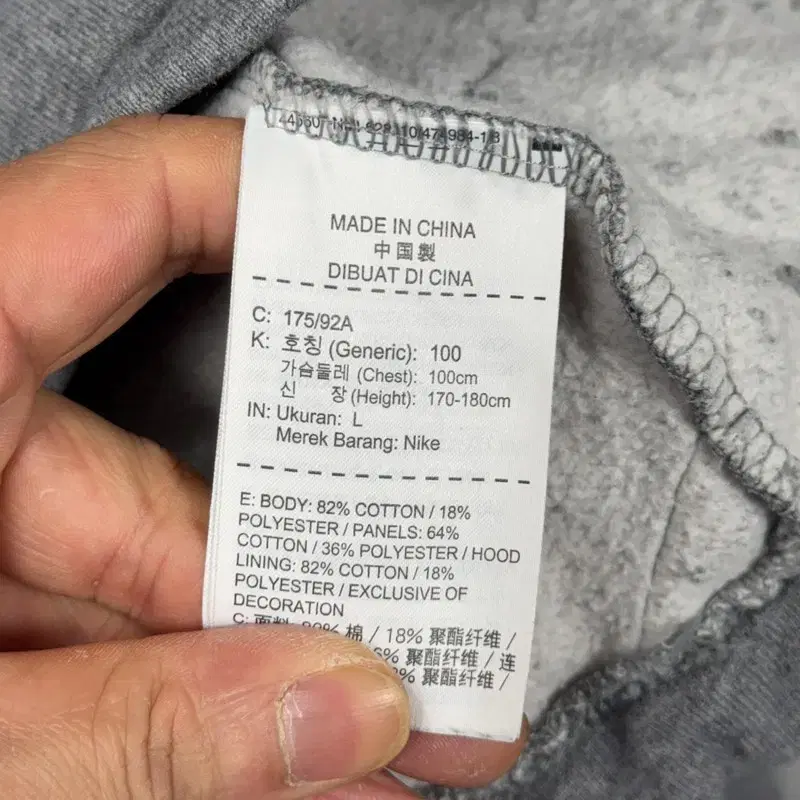 MADE IN CHINA
中国製
DIBUAT DI CINA
C: 175/92A
K: 호칭 (Generic): 100
가슴둘레 (Chest): 100cm
신 장 (Height): 170-180cm
IN: Ukuran: L
Merek Barang: Nike
E: BODY: 82% COTTON / 18%
POLYESTER / PANELS: 64%
COTTON / 36% POLYESTER / HOOD
LINING: 82% COTTON / 18%
POLYESTER / EXCLUSIVE OF
DECORATION
C: 面料: 棉 / 18% 聚酯纤维 /
聚酯纤维 / 连
聚酯纤维 /